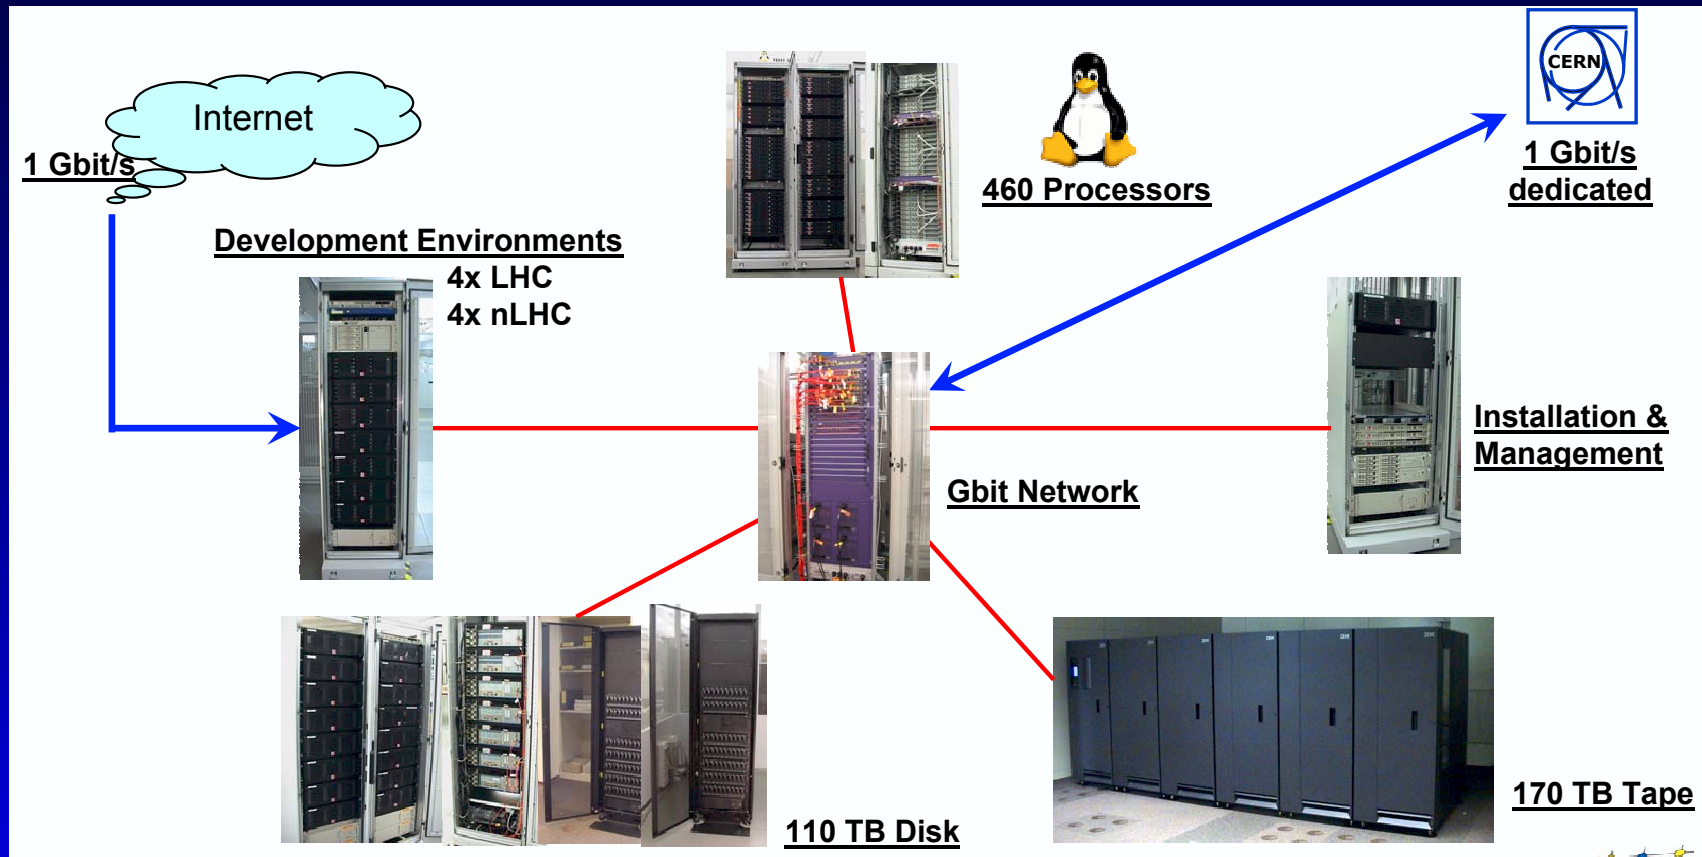 Internet
1 Gbit/s
Development Environments
4x LHC
4x nLHC
460 Processors
CERN
1 Gbit/s
dedicated
Installation &
Management
Gbit Network
110 TB Disk
170 TB Tape